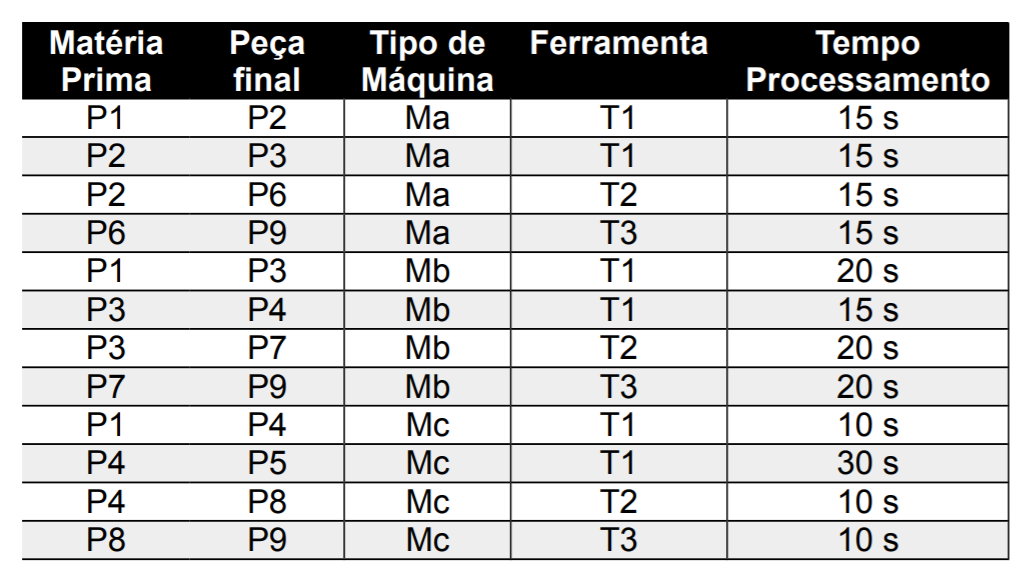 Matéria Prima Peça final Tipo de Máquina Ferramenta Tempo Processamento
P1 P2 Ma T1 15 s
P2 P3 Ma T1 15 s
P2 P6 Ma T2 15 s
P6 P9 Ma T3 15 s
P1 P3 Mb T1 20 s
P3 P4 Mb T1 15 s
P3 P7 Mb T2 20 s
P7 P9 Mb T3 20 s
P1 P4 Mc T1 10 s
P4 P5 Mc T1 30 s
P4 P8 Mc T2 10 s
P8 P9 Mc T3 10 s